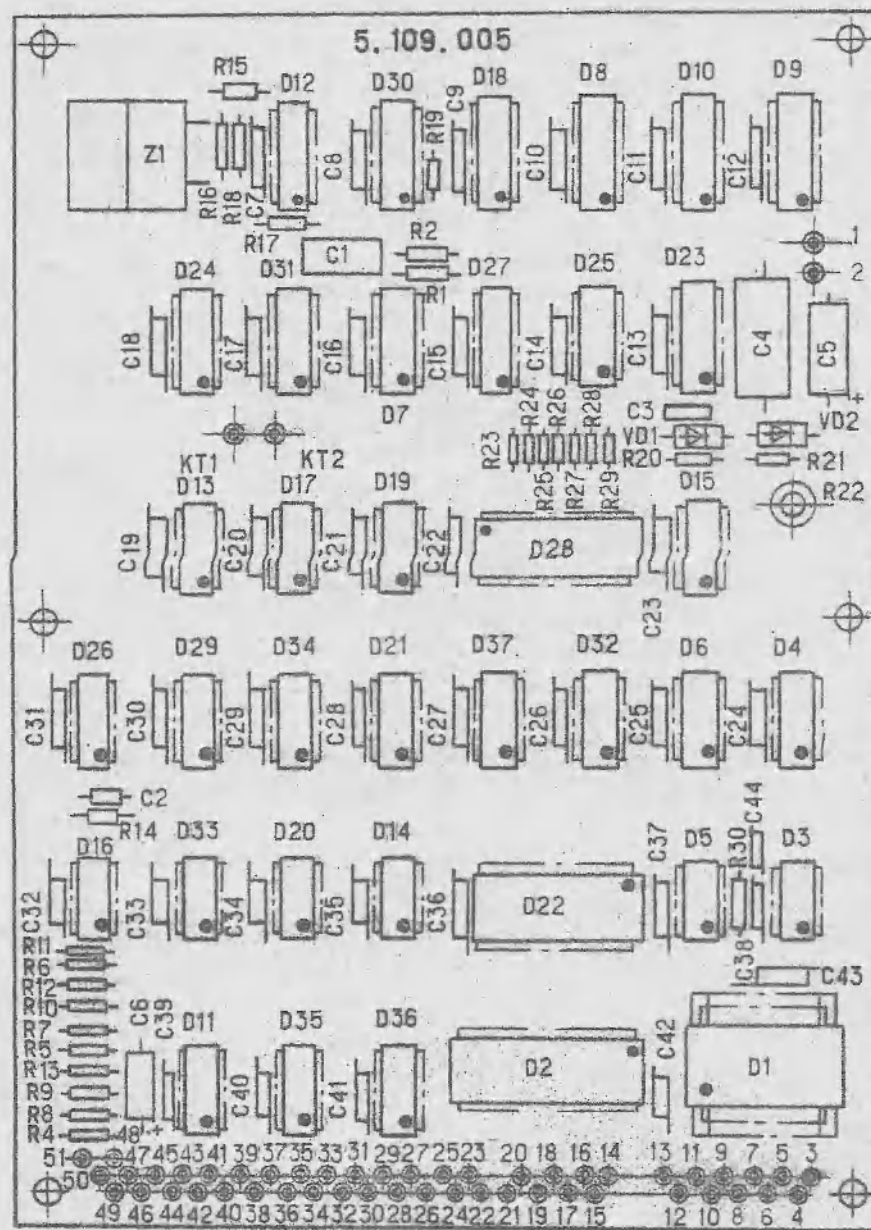 5.109.005
R15 D12 D30 C9 D18 D8 D10 D9
Z1 R16 R18 C7 C8 R19 C10 C11 C12
R17 C1 R2 1
D24 D31 R1 D27 D25 D23 2
C18 C17 C16 C15 C14 C13 C4 C5
+
D7 R24 R26 R28 C3 VD1 VD2
KT1 KT2 R23 R20 R21
D13 D17 D19 R25 R27 R29 D15 R22
C19 C20 C21 C22 D28 C23
D26 D29 D34 D21 D37 D32 D6 D4
C31 C30 C29 C28 C27 C26 C25 C24
C2
R14 C44
D16 D33 D20 D14 C37 D5 R30 D3
C32 C33 C34 C35 C36 D22
R11
R6 C38 C43
R12
R10 C6 C39 D11 D35 D36 C42
R7
R5
R13 D2 D1
R9 C40 C41
R8
R4 48 +
51 47 45 43 41 39 37 35 33 31 29 27 25 23 20 18 16 14 13 11 9 7 5 3
50
49 46 44 42 40 38 36 34 32 30 28 26 24 22 21 19 17 15 12 10 8 6 4